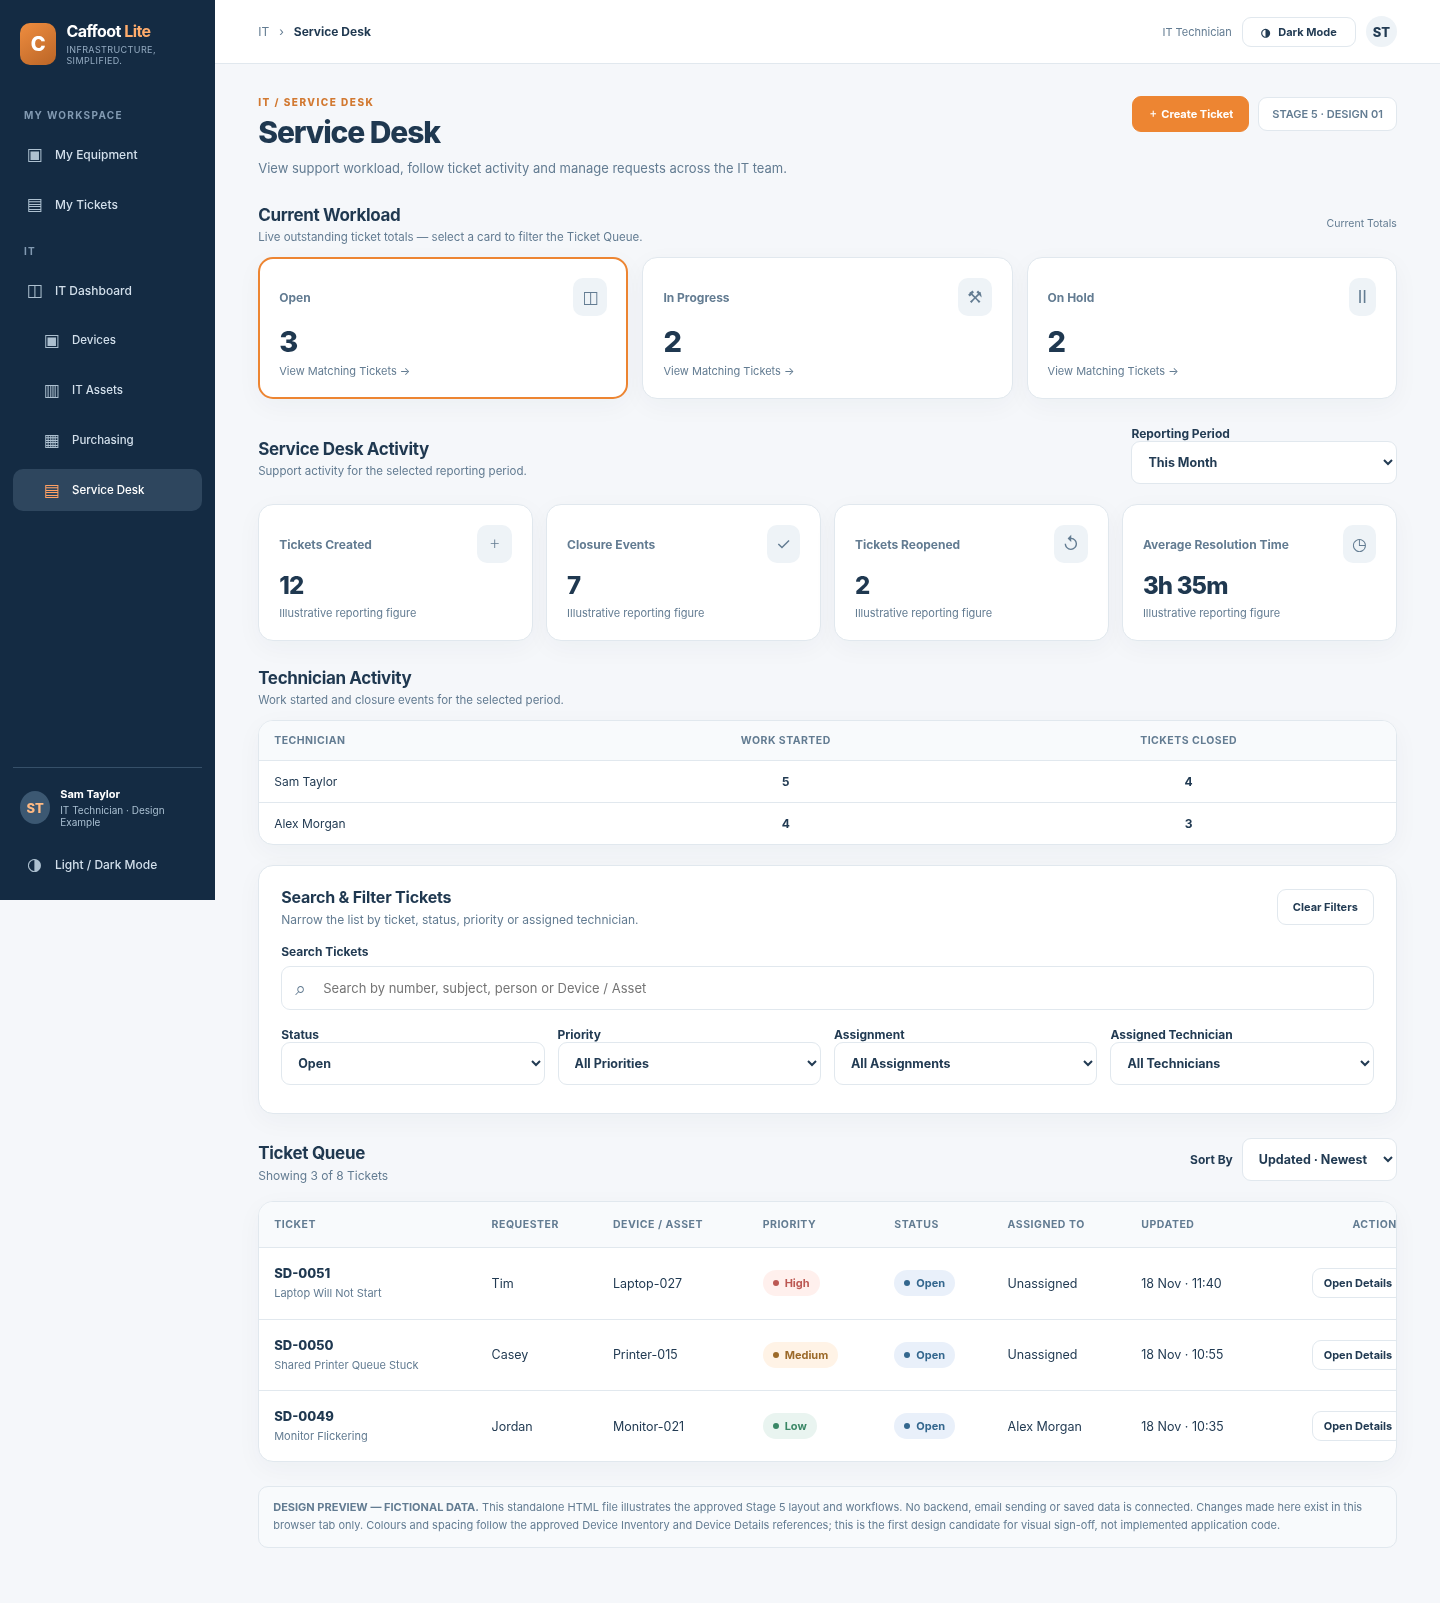 C
Caffoot Lite
INFRASTRUCTURE,
SIMPLIFIED.
MY WORKSPACE
My Equipment
My Tickets
IT
IT Dashboard
Devices
IT Assets
Purchasing
Service Desk
ST
Sam Taylor
IT Technician · Design
Example
Light / Dark Mode
IT › Service Desk
IT Technician
Dark Mode
ST
IT / SERVICE DESK
Service Desk
View support workload, follow ticket activity and manage requests across the IT team.
+ Create Ticket
STAGE 5 · DESIGN 01
Current Workload
Live outstanding ticket totals — select a card to filter the Ticket Queue.
Current Totals
Open
3
View Matching Tickets →
In Progress
2
View Matching Tickets →
On Hold
2
View Matching Tickets →
Service Desk Activity
Support activity for the selected reporting period.
Reporting Period
This Month
Tickets Created
12
Illustrative reporting figure
Closure Events
7
Illustrative reporting figure
Tickets Reopened
2
Illustrative reporting figure
Average Resolution Time
3h 35m
Illustrative reporting figure
Technician Activity
Work started and closure events for the selected period.
TECHNICIAN WORK STARTED TICKETS CLOSED
Sam Taylor 5 4
Alex Morgan 4 3
Search & Filter Tickets
Narrow the list by ticket, status, priority or assigned technician.
Clear Filters
Search Tickets
Search by number, subject, person or Device / Asset
Status
Open
Priority
All Priorities
Assignment
All Assignments
Assigned Technician
All Technicians
Ticket Queue
Showing 3 of 8 Tickets
Sort By
Updated · Newest
TICKET REQUESTER DEVICE / ASSET PRIORITY STATUS ASSIGNED TO UPDATED ACTION
SD-0051
Laptop Will Not Start
Tim Laptop-027 High Open Unassigned 18 Nov · 11:40 Open Details
SD-0050
Shared Printer Queue Stuck
Casey Printer-015 Medium Open Unassigned 18 Nov · 10:55 Open Details
SD-0049
Monitor Flickering
Jordan Monitor-021 Low Open Alex Morgan 18 Nov · 10:35 Open Details
DESIGN PREVIEW — FICTIONAL DATA. This standalone HTML file illustrates the approved Stage 5 layout and workflows. No backend, email sending or saved data is connected. Changes made here exist in this
browser tab only. Colours and spacing follow the approved Device Inventory and Device Details references; this is the first design candidate for visual sign-off, not implemented application code.